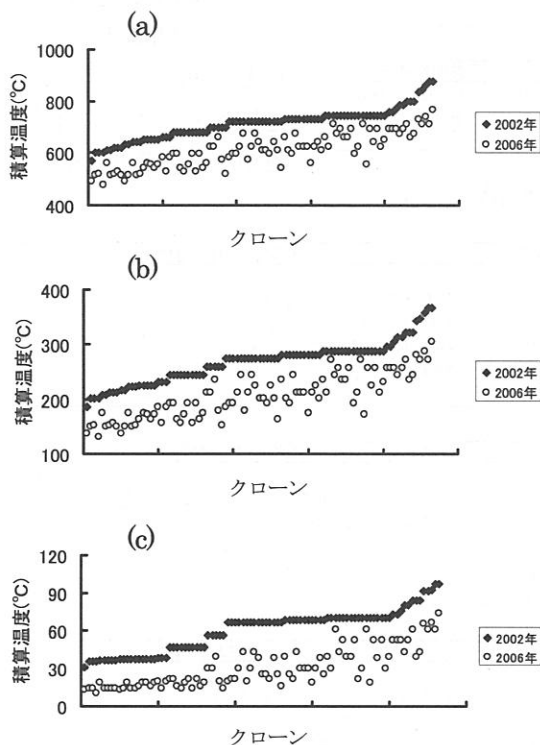 (a)
1000
800
600
400
積算温度(℃)
クローン
◆ 2002年
○ 2006年
(b)
400
300
200
100
積算温度(℃)
クローン
◆ 2002年
○ 2006年
(c)
120
90
60
30
0
積算温度(℃)
クローン
◆ 2002年
○ 2006年